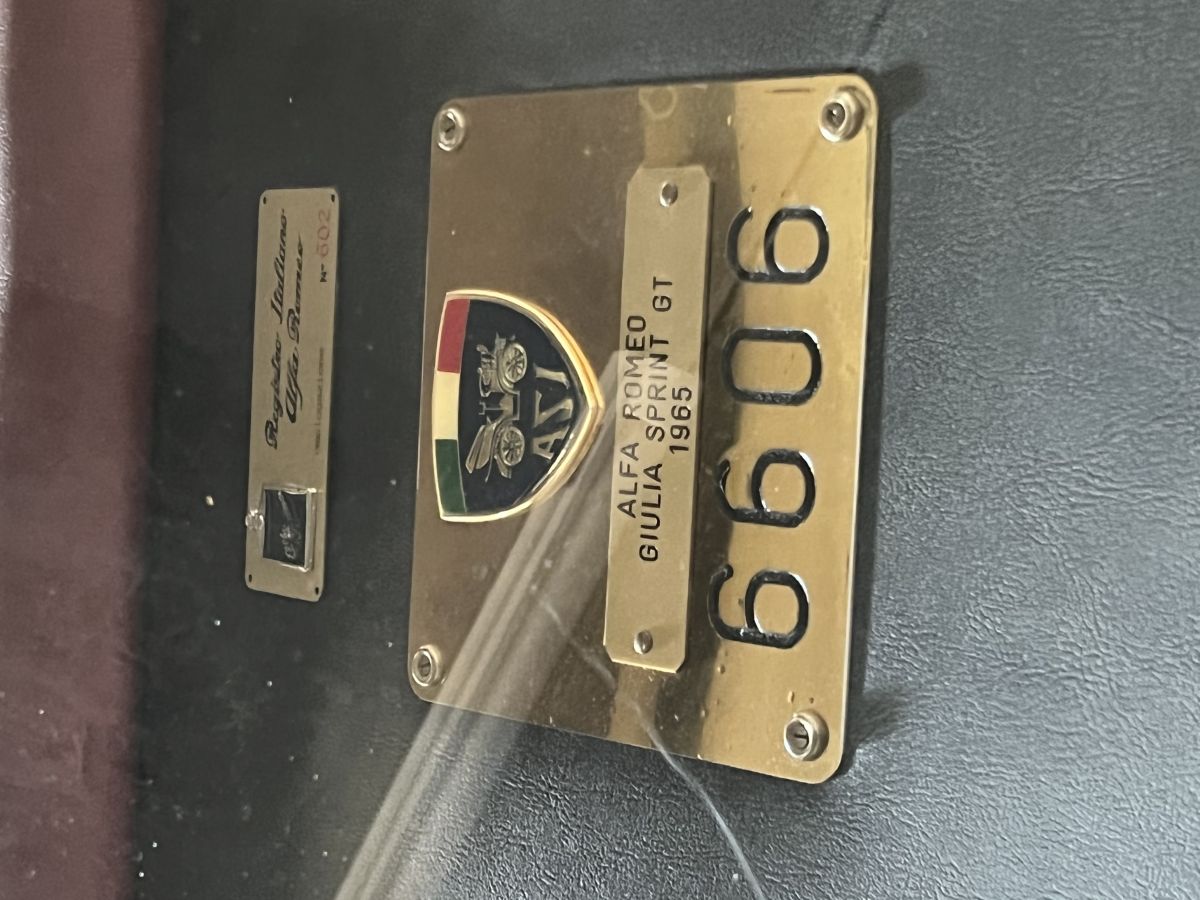 Registro Italiano
Alfa Romeo
N° 602
ASI
ALFA ROMEO
GIULIA SPRINT GT
1965
6606